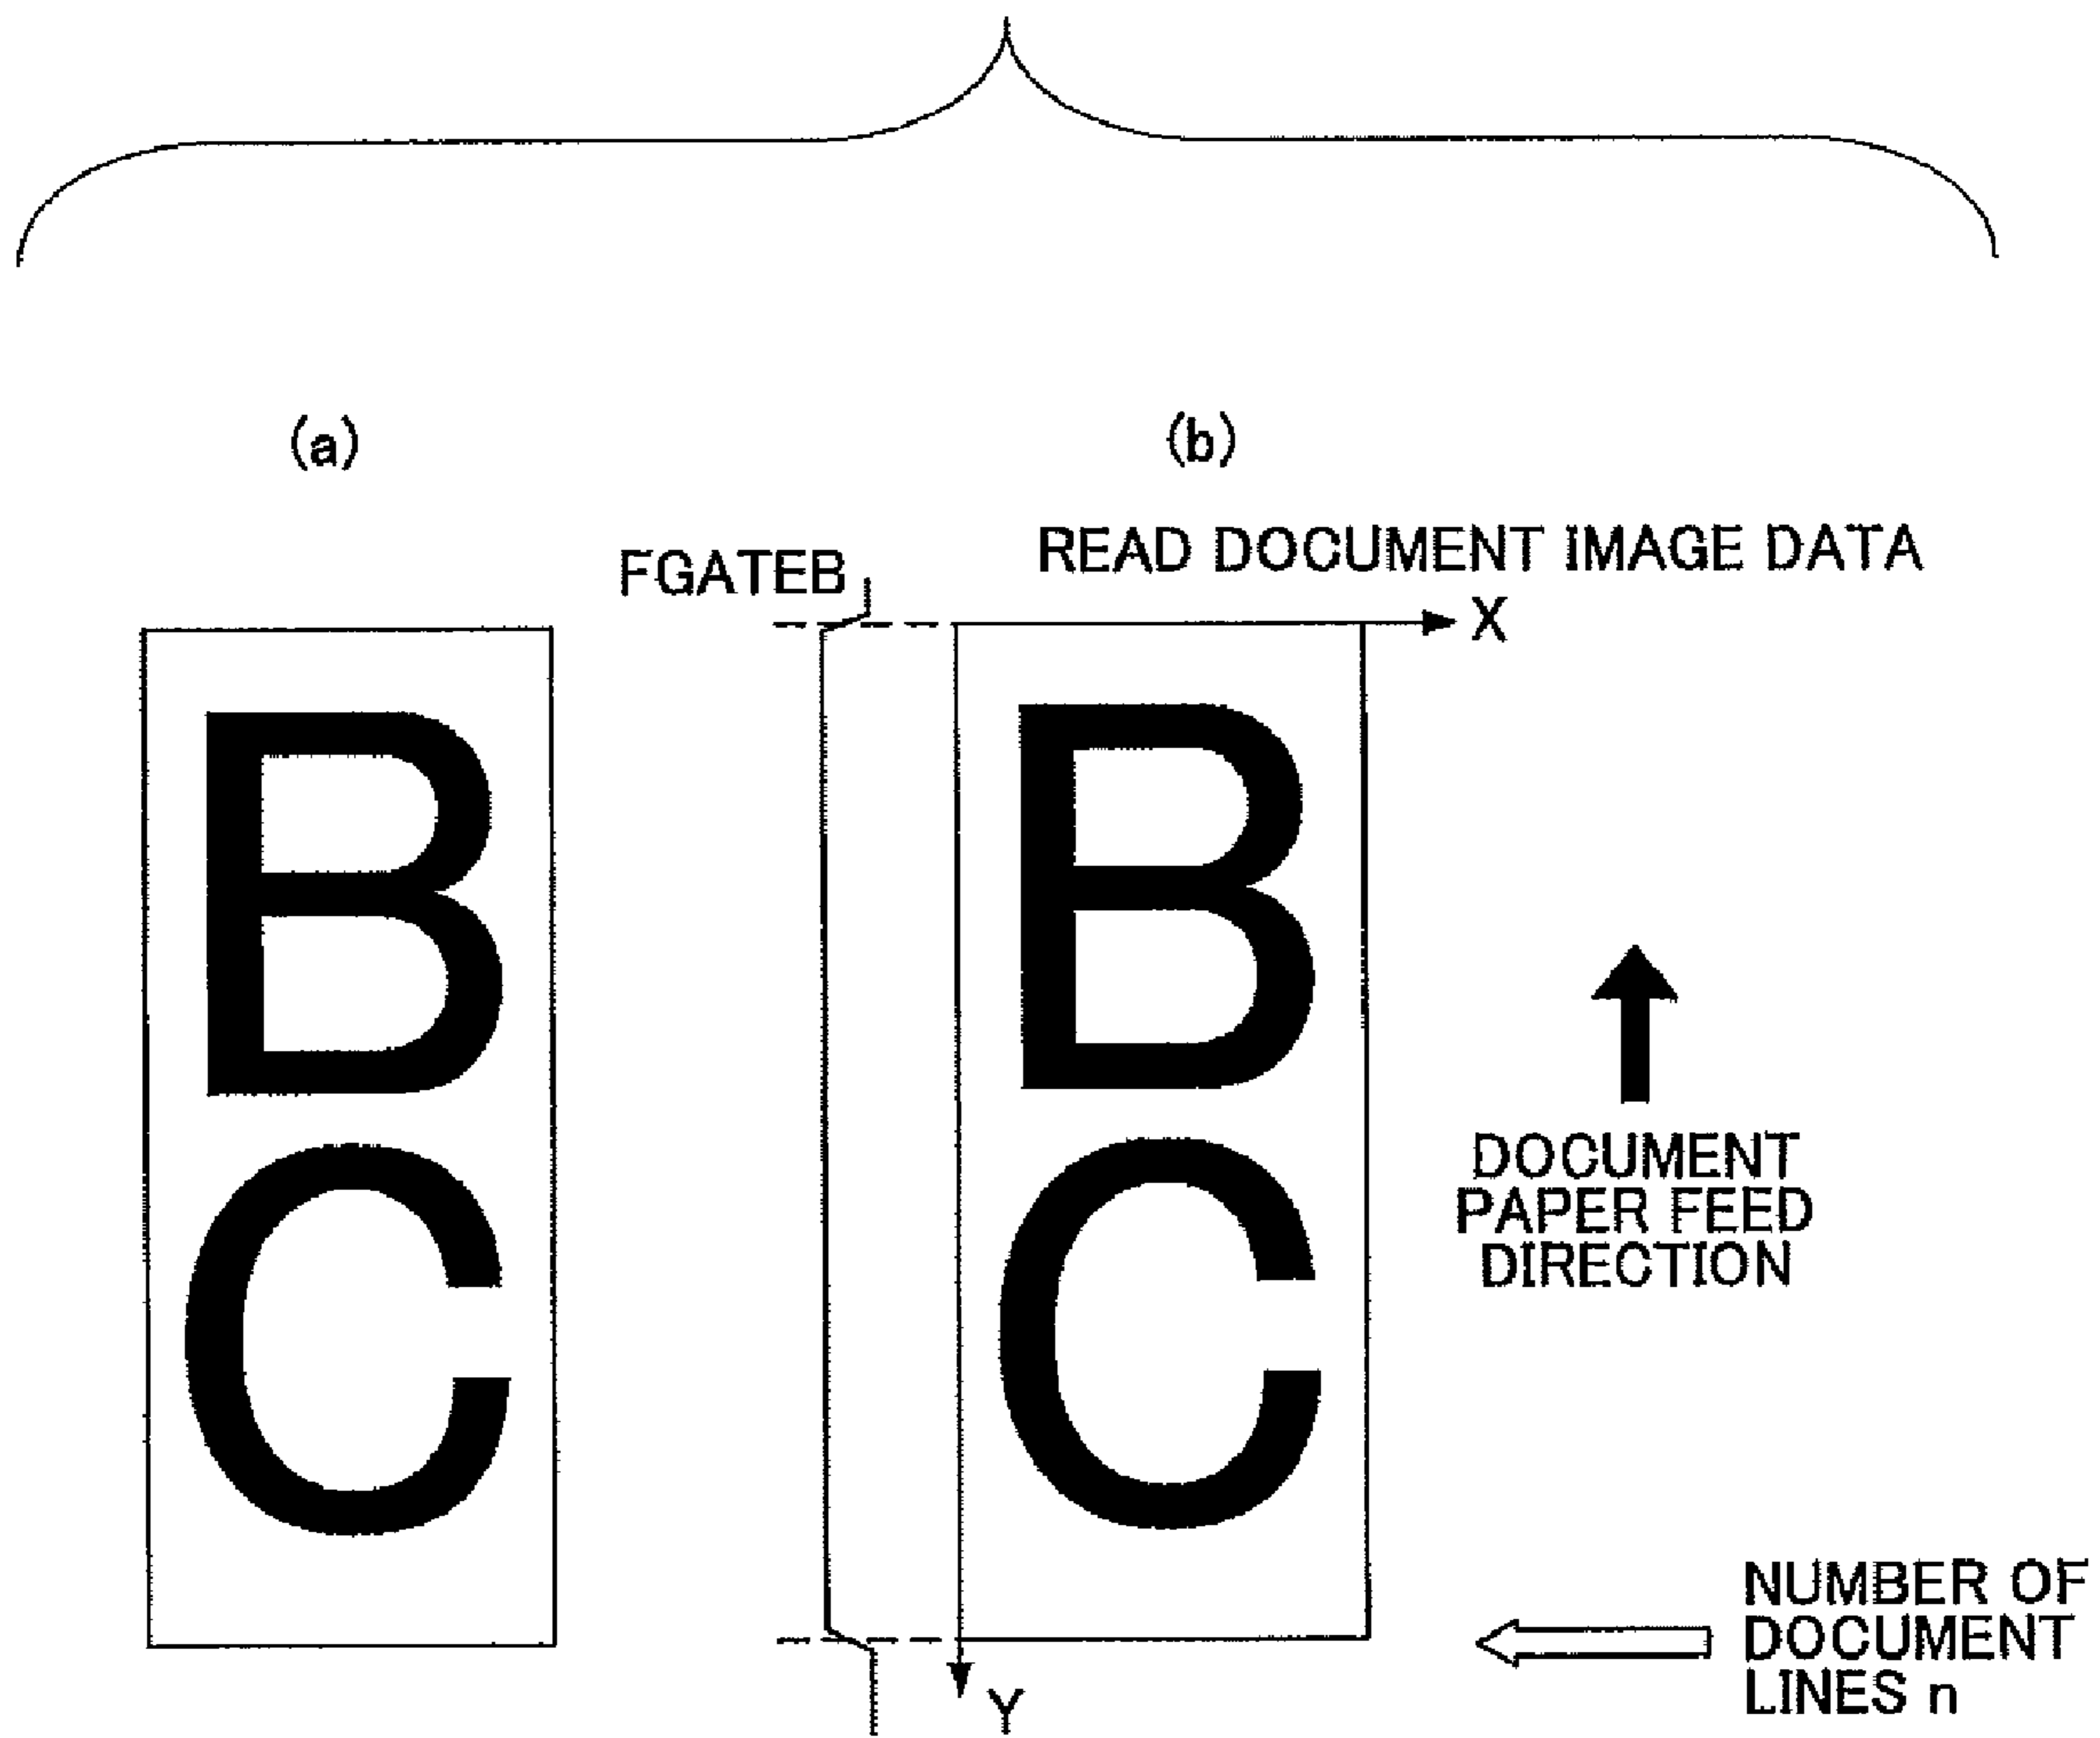 (a)
B
C
(b)
READ DOCUMENT IMAGE DATA
FGATEB
X
B
C
DOCUMENT
PAPER FEED
DIRECTION
NUMBER OF
DOCUMENT
LINES n
Y